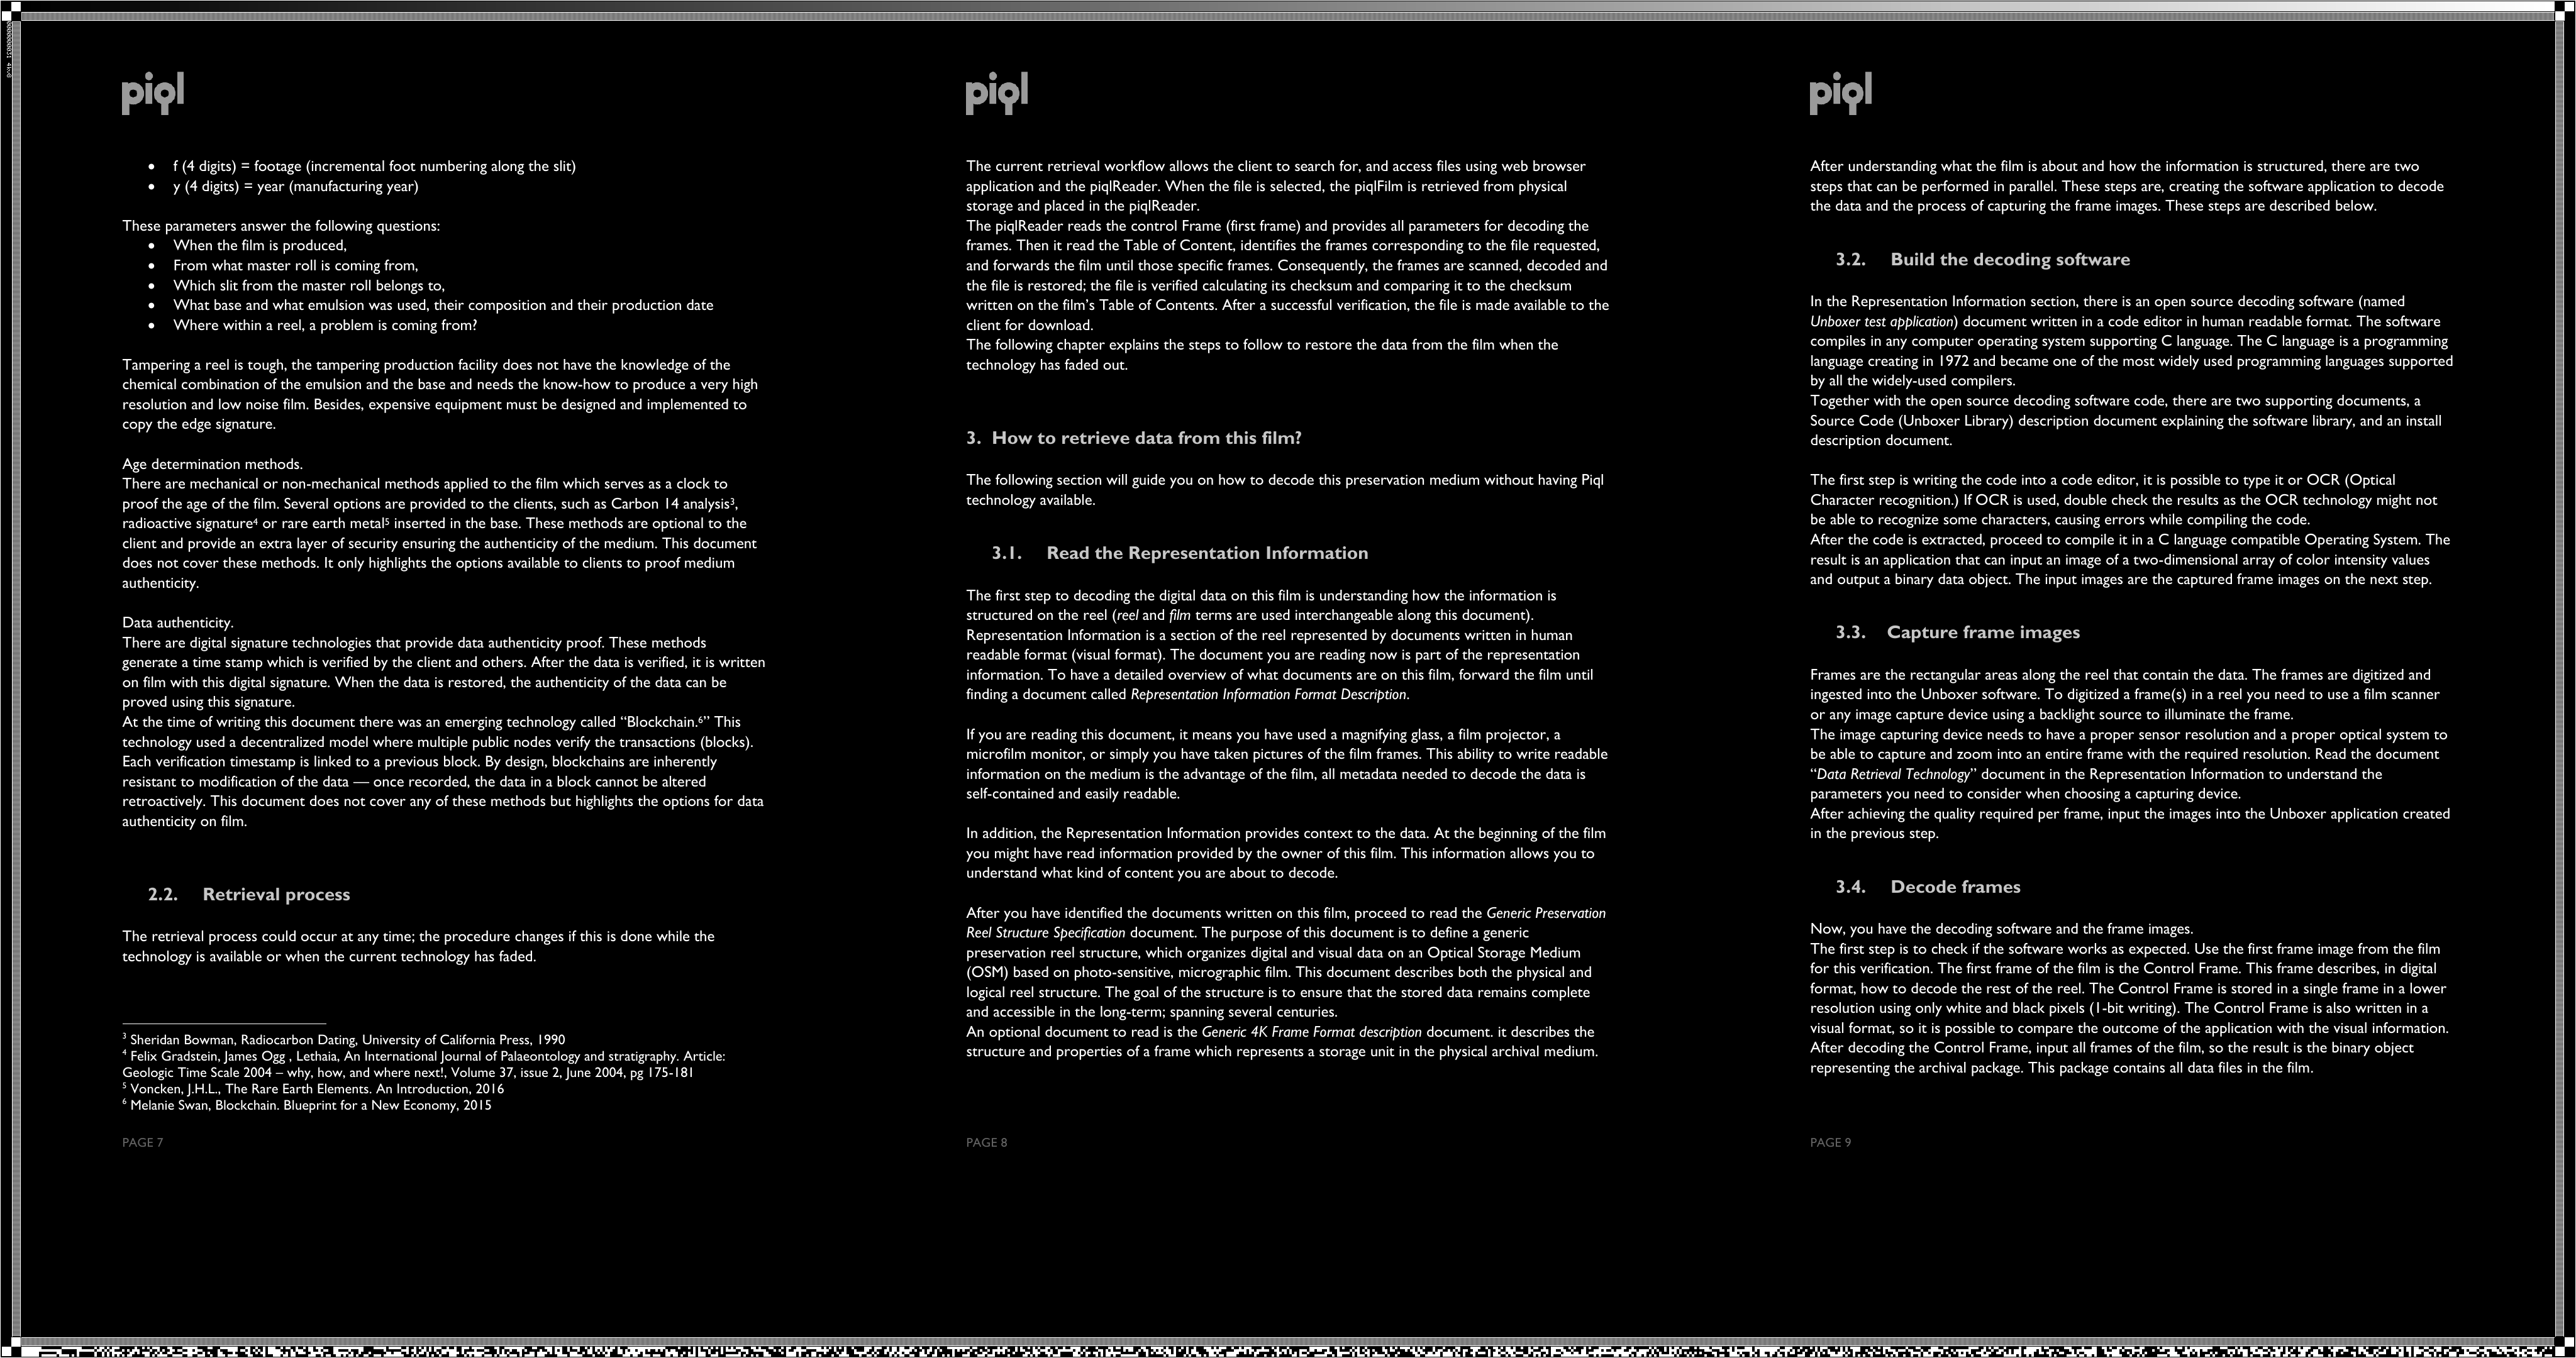 piql
• f (4 digits) = footage (incremental foot numbering along the slit)
• y (4 digits) = year (manufacturing year)
These parameters answer the following questions:
• When the film is produced,
• From what master roll is coming from,
• Which slit from the master roll belongs to,
• What base and what emulsion was used, their composition and their production date
• Where within a reel, a problem is coming from?
Tampering a reel is tough, the tampering production facility does not have the knowledge of the
chemical combination of the emulsion and the base and needs the know-how to produce a very high
resolution and low noise film. Besides, expensive equipment must be designed and implemented to
copy the edge signature.
Age determination methods.
There are mechanical or non-mechanical methods applied to the film which serves as a clock to
proof the age of the film. Several options are provided to the clients, such as Carbon 14 analysis³,
radioactive signature⁴ or rare earth metal⁵ inserted in the base. These methods are optional to the
client and provide an extra layer of security ensuring the authenticity of the medium. This document
does not cover these methods. It only highlights the options available to clients to proof medium
authenticity.
Data authenticity.
There are digital signature technologies that provide data authenticity proof. These methods
generate a time stamp which is verified by the client and others. After the data is verified, it is written
on film with this digital signature. When the data is restored, the authenticity of the data can be
proved using this signature.
At the time of writing this document there was an emerging technology called “Blockchain.⁶” This
technology used a decentralized model where multiple public nodes verify the transactions (blocks).
Each verification timestamp is linked to a previous block. By design, blockchains are inherently
resistant to modification of the data — once recorded, the data in a block cannot be altered
retroactively. This document does not cover any of these methods but highlights the options for data
authenticity on film.
2.2. Retrieval process
The retrieval process could occur at any time; the procedure changes if this is done while the
technology is available or when the current technology has faded.
³ Sheridan Bowman, Radiocarbon Dating, University of California Press, 1990
⁴ Felix Gradstein, James Ogg , Lethaia, An International Journal of Palaeontology and stratigraphy. Article:
Geologic Time Scale 2004 – why, how, and where next!, Volume 37, issue 2, June 2004, pg 175-181
⁵ Voncken, J.H.L., The Rare Earth Elements. An Introduction, 2016
⁶ Melanie Swan, Blockchain. Blueprint for a New Economy, 2015
PAGE 7
piql
The current retrieval workflow allows the client to search for, and access files using web browser
application and the piqlReader. When the file is selected, the piqlFilm is retrieved from physical
storage and placed in the piqlReader.
The piqlReader reads the control Frame (first frame) and provides all parameters for decoding the
frames. Then it read the Table of Content, identifies the frames corresponding to the file requested,
and forwards the film until those specific frames. Consequently, the frames are scanned, decoded and
the file is restored; the file is verified calculating its checksum and comparing it to the checksum
written on the film’s Table of Contents. After a successful verification, the file is made available to the
client for download.
The following chapter explains the steps to follow to restore the data from the film when the
technology has faded out.
3. How to retrieve data from this film?
The following section will guide you on how to decode this preservation medium without having Piql
technology available.
3.1. Read the Representation Information
The first step to decoding the digital data on this film is understanding how the information is
structured on the reel (reel and film terms are used interchangeable along this document).
Representation Information is a section of the reel represented by documents written in human
readable format (visual format). The document you are reading now is part of the representation
information. To have a detailed overview of what documents are on this film, forward the film until
finding a document called Representation Information Format Description.
If you are reading this document, it means you have used a magnifying glass, a film projector, a
microfilm monitor, or simply you have taken pictures of the film frames. This ability to write readable
information on the medium is the advantage of the film, all metadata needed to decode the data is
self-contained and easily readable.
In addition, the Representation Information provides context to the data. At the beginning of the film
you might have read information provided by the owner of this film. This information allows you to
understand what kind of content you are about to decode.
After you have identified the documents written on this film, proceed to read the Generic Preservation
Reel Structure Specification document. The purpose of this document is to define a generic
preservation reel structure, which organizes digital and visual data on an Optical Storage Medium
(OSM) based on photo-sensitive, micrographic film. This document describes both the physical and
logical reel structure. The goal of the structure is to ensure that the stored data remains complete
and accessible in the long-term; spanning several centuries.
An optional document to read is the Generic 4K Frame Format description document. it describes the
structure and properties of a frame which represents a storage unit in the physical archival medium.
PAGE 8
piql
After understanding what the film is about and how the information is structured, there are two
steps that can be performed in parallel. These steps are, creating the software application to decode
the data and the process of capturing the frame images. These steps are described below.
3.2. Build the decoding software
In the Representation Information section, there is an open source decoding software (named
Unboxer test application) document written in a code editor in human readable format. The software
compiles in any computer operating system supporting C language. The C language is a programming
language creating in 1972 and became one of the most widely used programming languages supported
by all the widely-used compilers.
Together with the open source decoding software code, there are two supporting documents, a
Source Code (Unboxer Library) description document explaining the software library, and an install
description document.
The first step is writing the code into a code editor, it is possible to type it or OCR (Optical
Character recognition.) If OCR is used, double check the results as the OCR technology might not
be able to recognize some characters, causing errors while compiling the code.
After the code is extracted, proceed to compile it in a C language compatible Operating System. The
result is an application that can input an image of a two-dimensional array of color intensity values
and output a binary data object. The input images are the captured frame images on the next step.
3.3. Capture frame images
Frames are the rectangular areas along the reel that contain the data. The frames are digitized and
ingested into the Unboxer software. To digitized a frame(s) in a reel you need to use a film scanner
or any image capture device using a backlight source to illuminate the frame.
The image capturing device needs to have a proper sensor resolution and a proper optical system to
be able to capture and zoom into an entire frame with the required resolution. Read the document
“Data Retrieval Technology” document in the Representation Information to understand the
parameters you need to consider when choosing a capturing device.
After achieving the quality required per frame, input the images into the Unboxer application created
in the previous step.
3.4. Decode frames
Now, you have the decoding software and the frame images.
The first step is to check if the software works as expected. Use the first frame image from the film
for this verification. The first frame of the film is the Control Frame. This frame describes, in digital
format, how to decode the rest of the reel. The Control Frame is stored in a single frame in a lower
resolution using only white and black pixels (1-bit writing). The Control Frame is also written in a
visual format, so it is possible to compare the outcome of the application with the visual information.
After decoding the Control Frame, input all frames of the film, so the result is the binary object
representing the archival package. This package contains all data files in the film.
PAGE 9